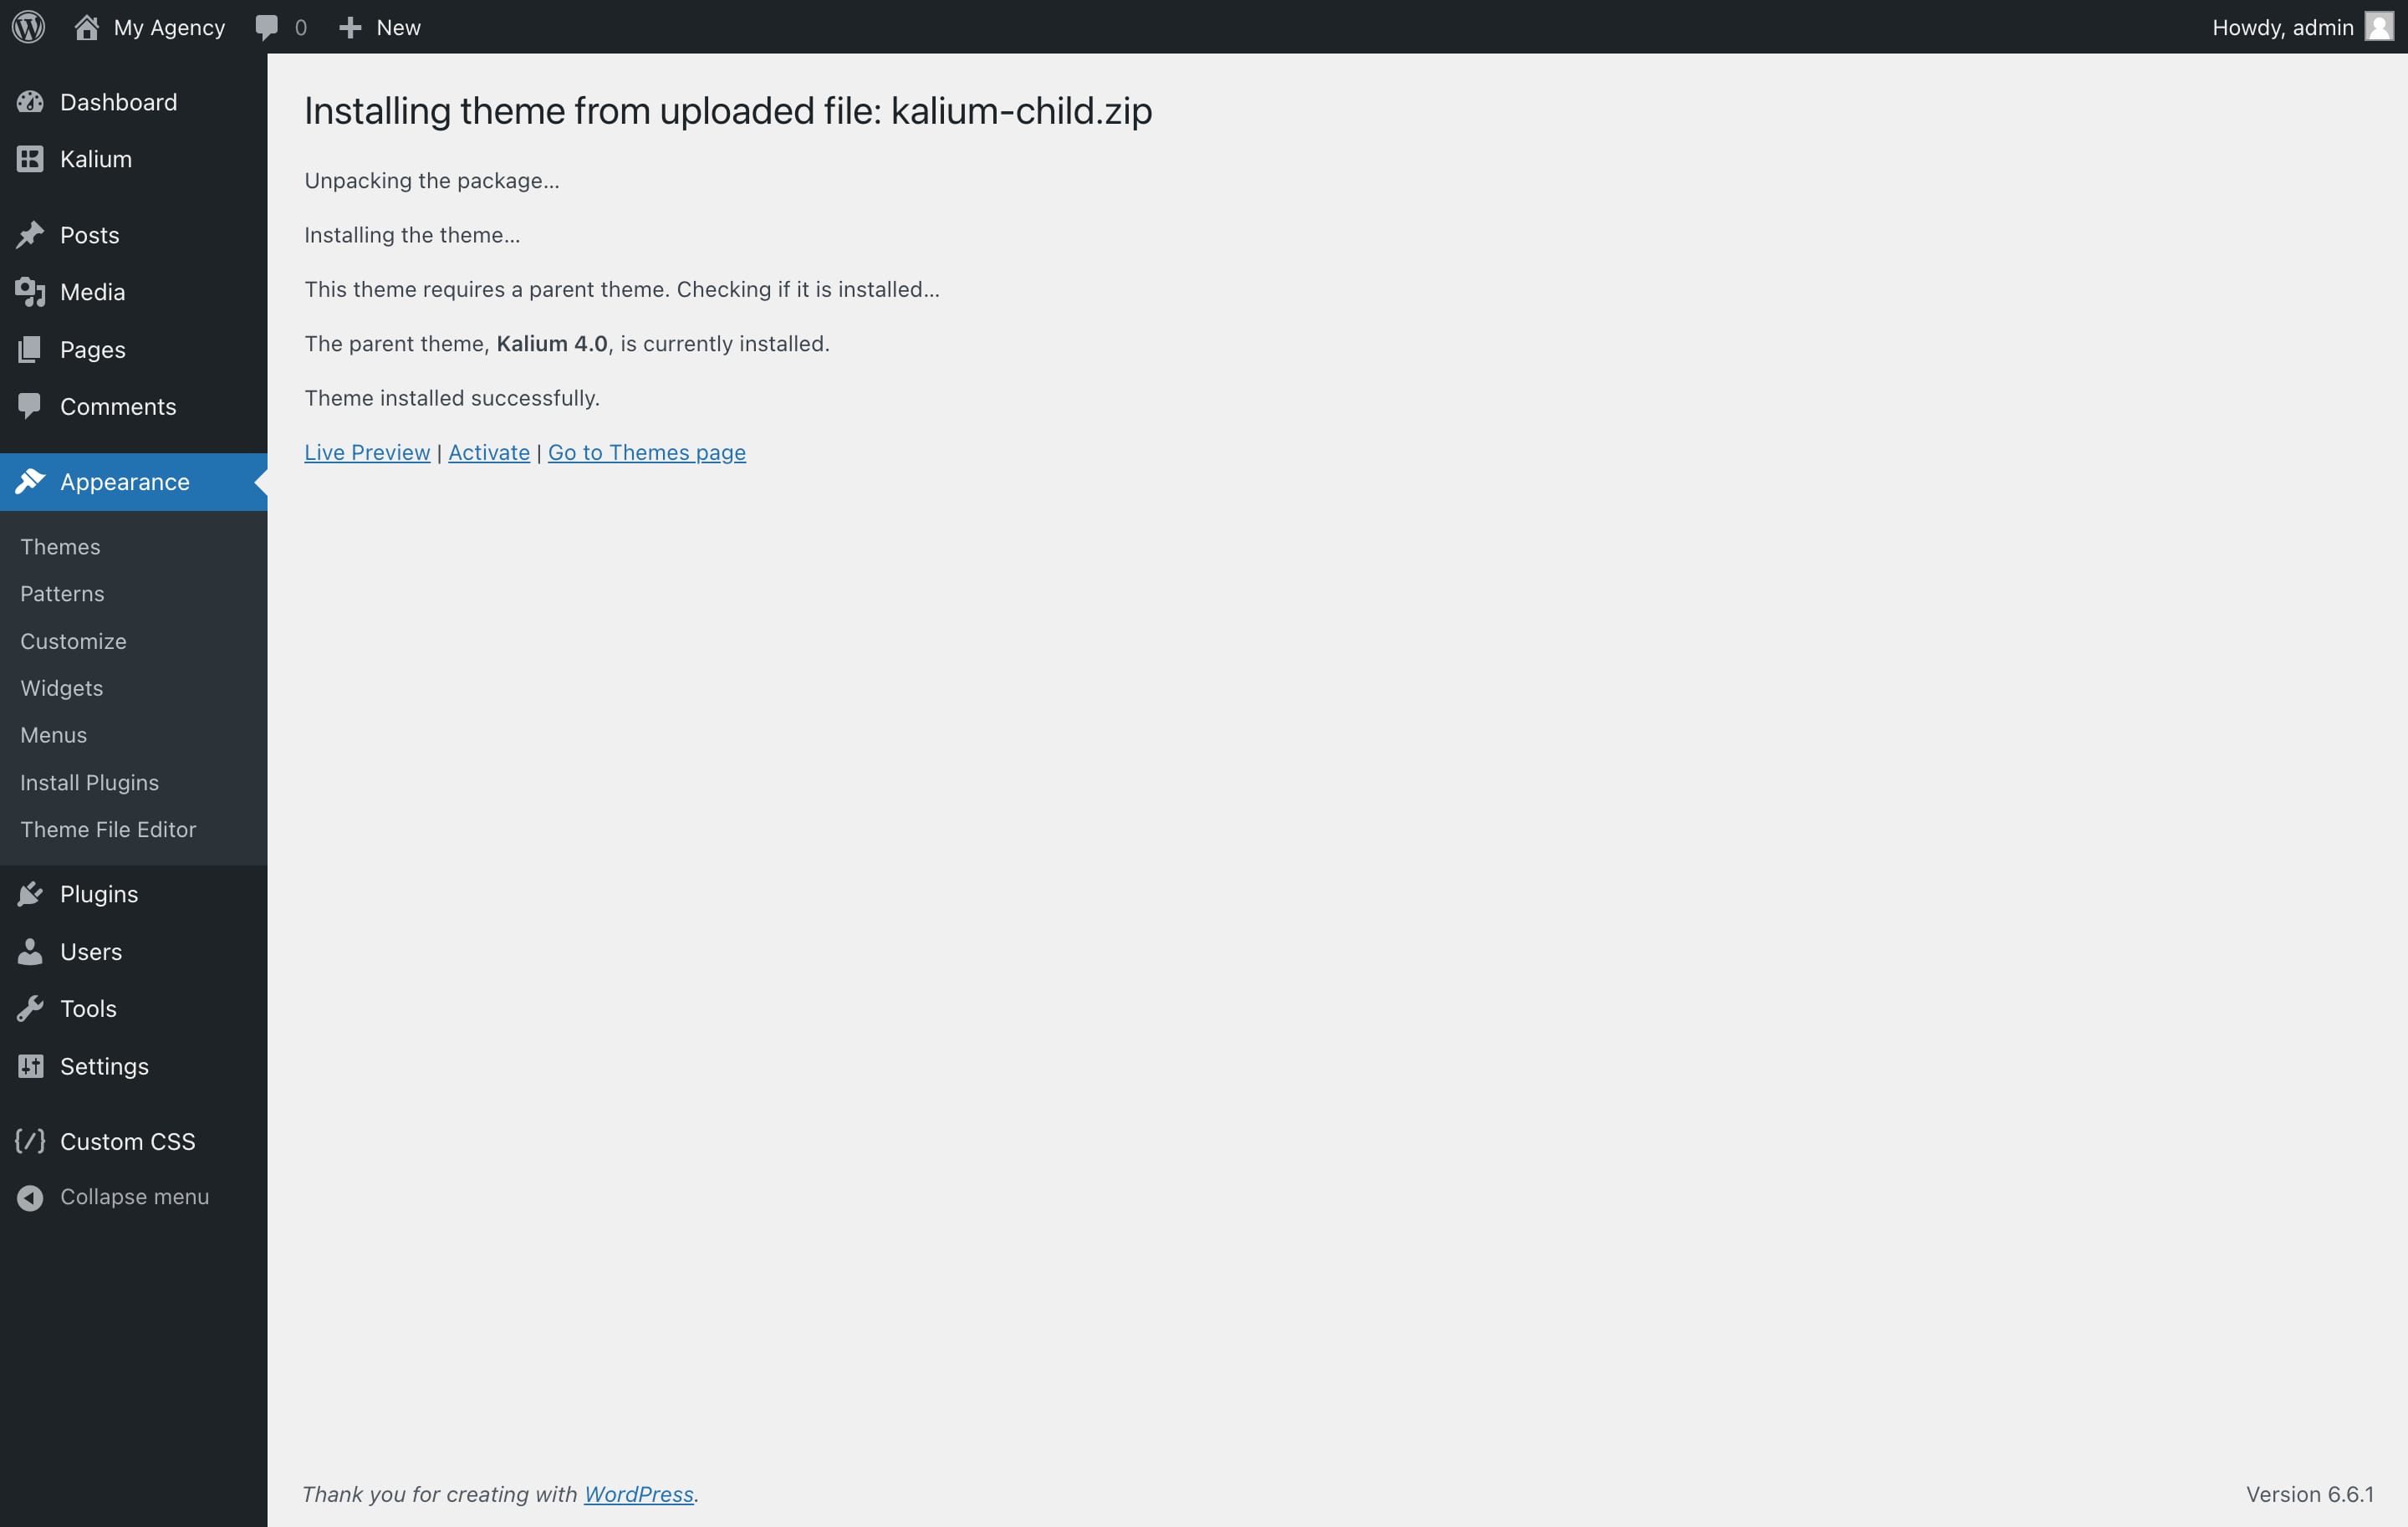 My Agency 0 New Howdy, admin
Dashboard
Kalium
Posts
Media
Pages
Comments
Appearance
Themes
Patterns
Customize
Widgets
Menus
Install Plugins
Theme File Editor
Plugins
Users
Tools
Settings
Custom CSS
Collapse menu
Installing theme from uploaded file: kalium-child.zip
Unpacking the package…
Installing the theme…
This theme requires a parent theme. Checking if it is installed…
The parent theme, Kalium 4.0, is currently installed.
Theme installed successfully.
Live Preview | Activate | Go to Themes page
Thank you for creating with WordPress. Version 6.6.1